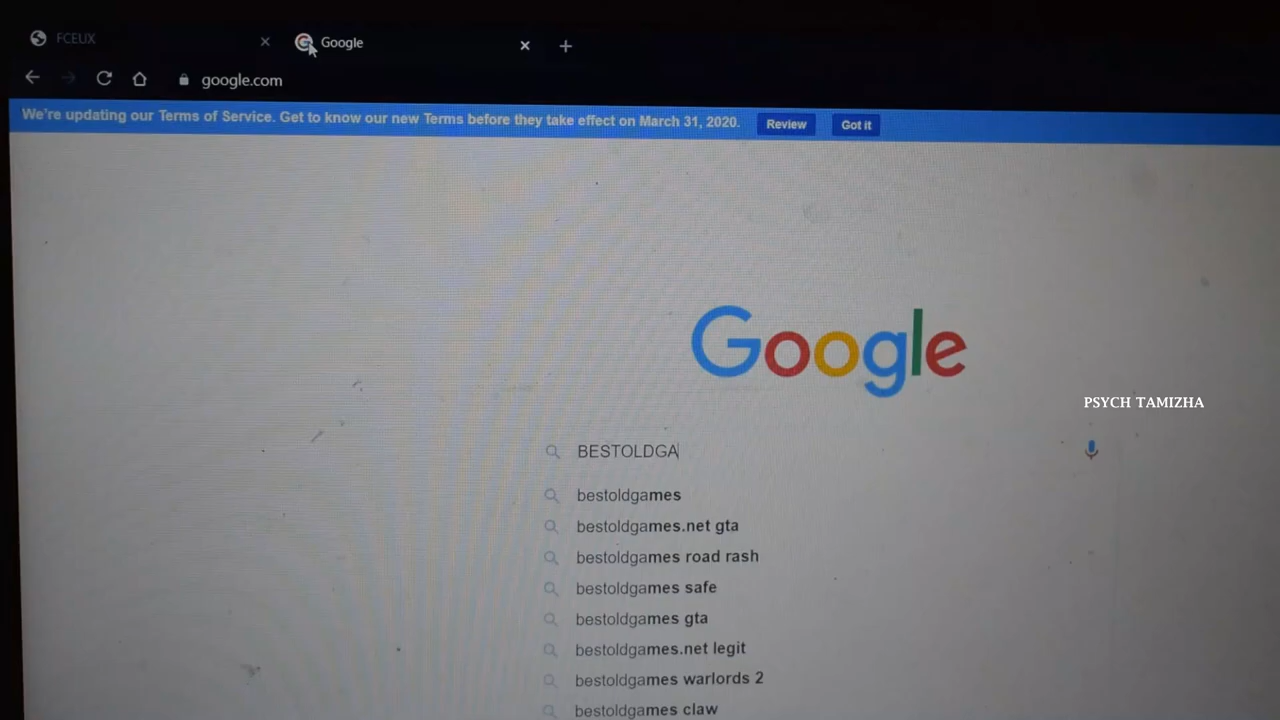 FCEUX
Google
google.com
We're updating our Terms of Service. Get to know our new Terms before they take effect on March 31, 2020. Review Got it
Google
PSYCH TAMIZHA
BESTOLDGA
bestoldgames
bestoldgames.net gta
bestoldgames road rash
bestoldgames safe
bestoldgames gta
bestoldgames.net legit
bestoldgames warlords 2
bestoldgames claw